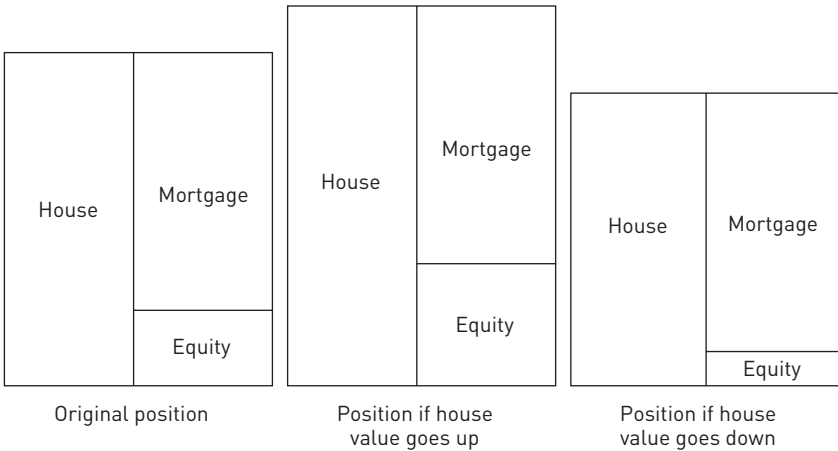 House
Mortgage
Equity
Original position
House
Mortgage
Equity
Position if house
value goes up
House
Mortgage
Equity
Position if house
value goes down